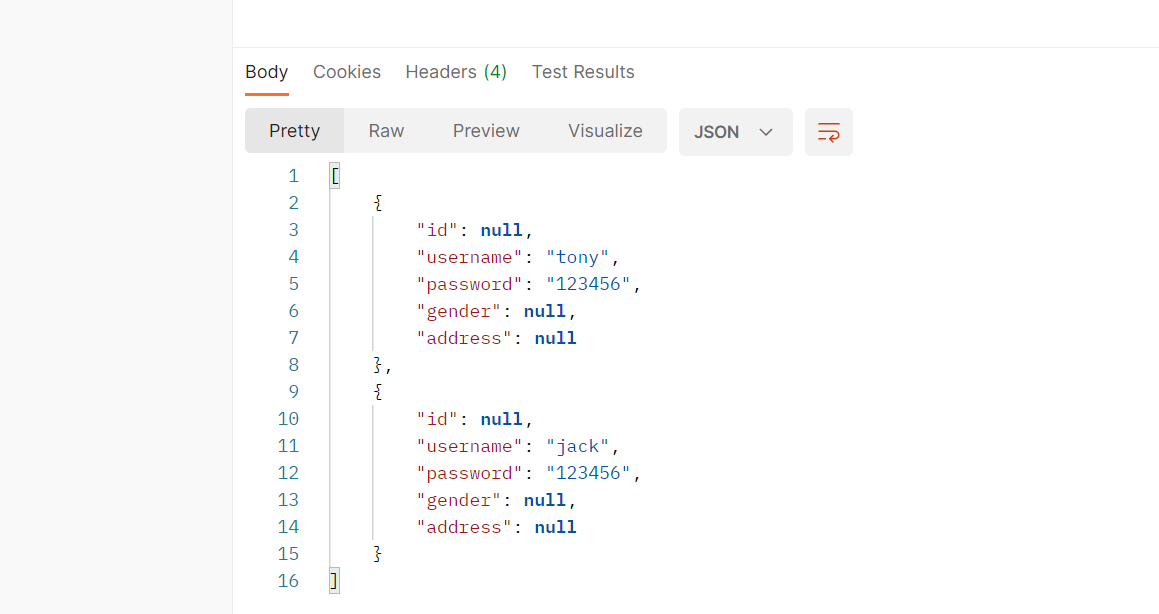 Body Cookies Headers (4) Test Results
Pretty Raw Preview Visualize JSON
1 [
2 {
3 "id": null,
4 "username": "tony",
5 "password": "123456",
6 "gender": null,
7 "address": null
8 },
9 {
10 "id": null,
11 "username": "jack",
12 "password": "123456",
13 "gender": null,
14 "address": null
15 }
16 ]